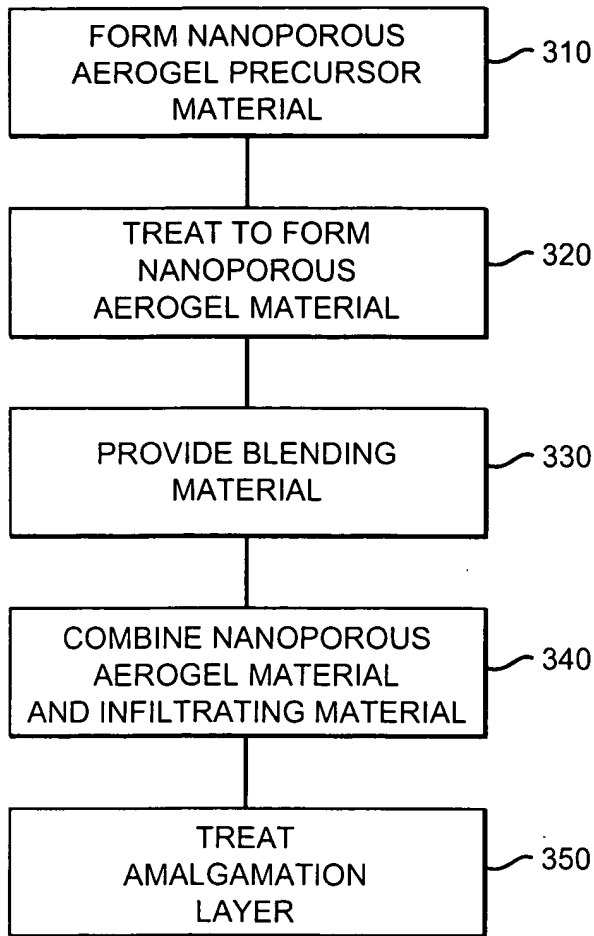 FORM NANOPOROUS
AEROGEL PRECURSOR
MATERIAL
310
TREAT TO FORM
NANOPOROUS
AEROGEL MATERIAL
320
PROVIDE BLENDING
MATERIAL
330
COMBINE NANOPOROUS
AEROGEL MATERIAL
AND INFILTRATING MATERIAL
340
TREAT
AMALGAMATION
LAYER
350